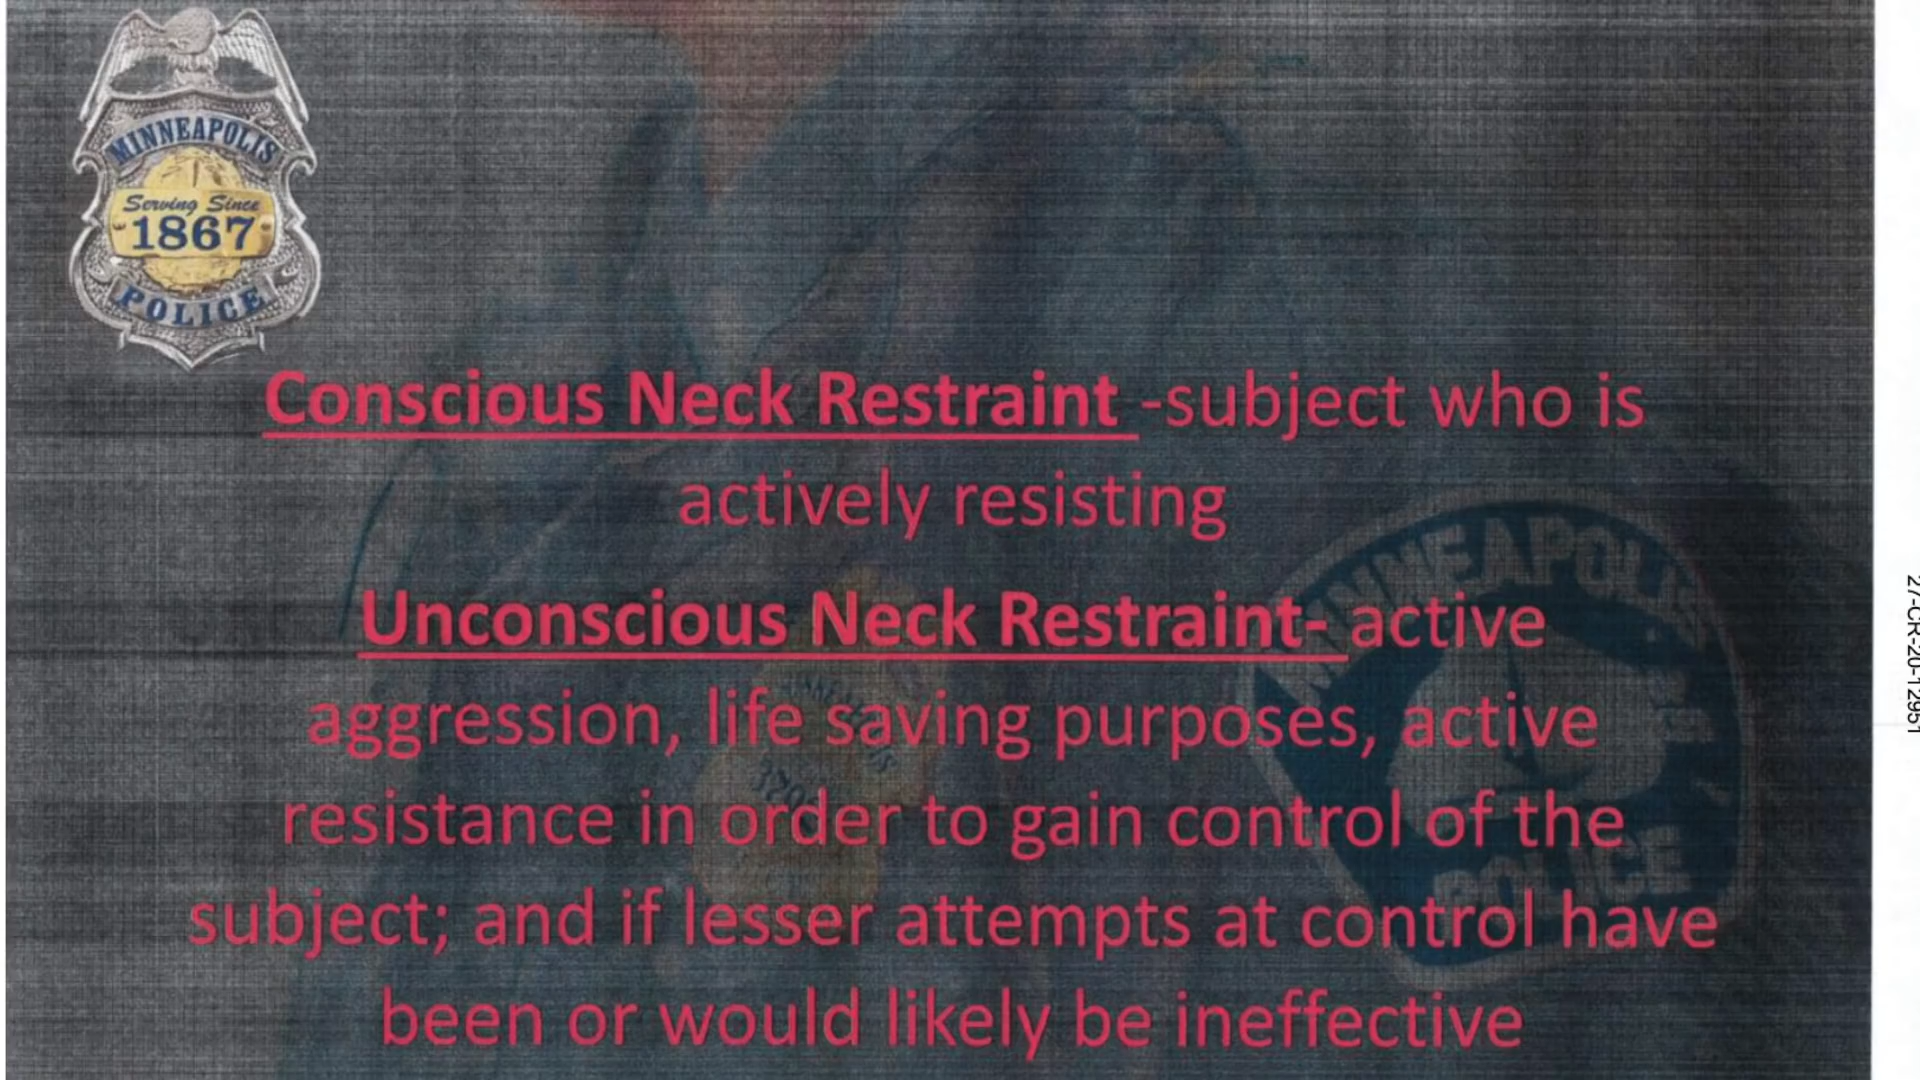 MINNEAPOLIS
Serving Since
1867
POLICE
Conscious Neck Restraint -subject who is
actively resisting
Unconscious Neck Restraint- active
aggression, life saving purposes, active
resistance in order to gain control of the
subject; and if lesser attempts at control have
been or would likely be ineffective
MINNEAPOLIS
POLICE
27-CR-20-12951